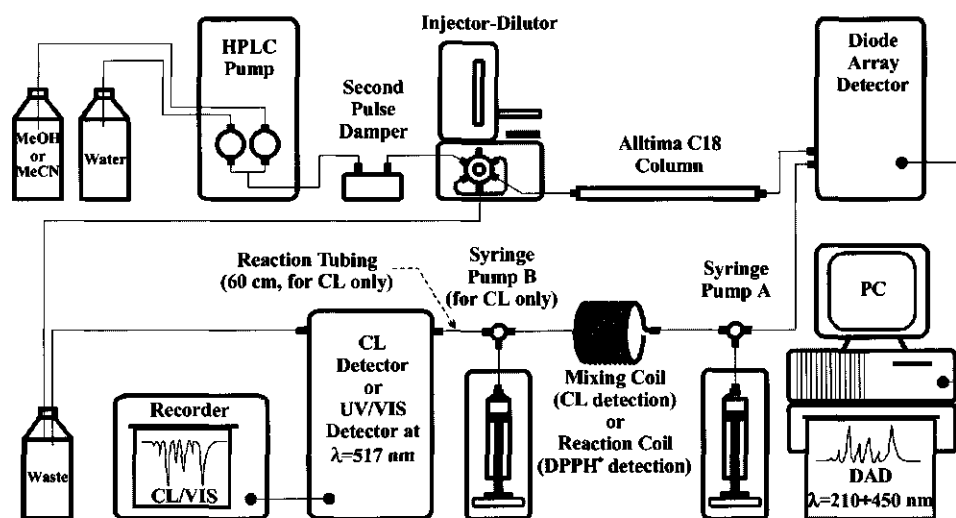 Injector-Dilutor
HPLC
Pump
Diode
Array
Detector
Second
Pulse
Damper
MeOH
or
MeCN
Water
Alltima C18
Column
Reaction Tubing
(60 cm, for CL only)
Syringe
Pump B
(for CL only)
Syringe
Pump A
PC
CL
Detector
or
UV/VIS
Detector at
λ=517 nm
Mixing Coil
(CL detection)
or
Reaction Coil
(DPPH• detection)
Recorder
CL/VIS
Waste
DAD
λ=210÷450 nm